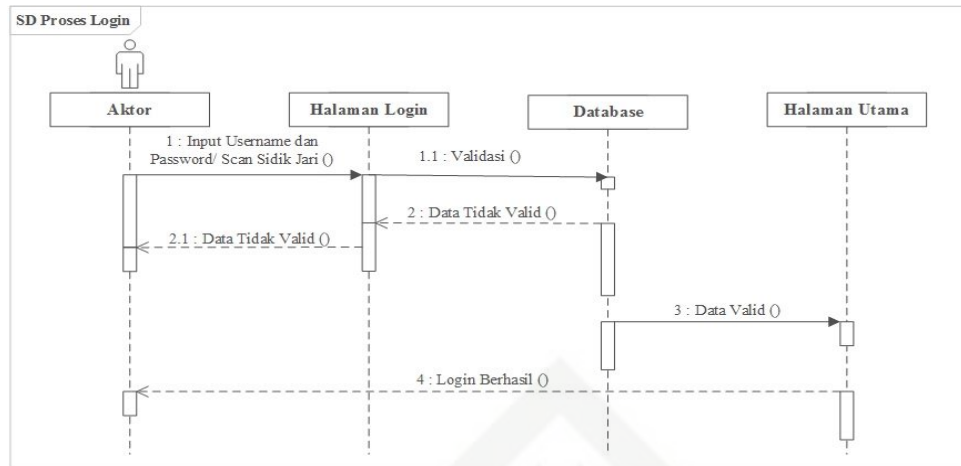 SD Proses Login
Aktor
Halaman Login
Database
Halaman Utama
1 : Input Username dan
Password/ Scan Sidik Jari ()
1.1 : Validasi ()
2 : Data Tidak Valid ()
2.1 : Data Tidak Valid ()
3 : Data Valid ()
4 : Login Berhasil ()